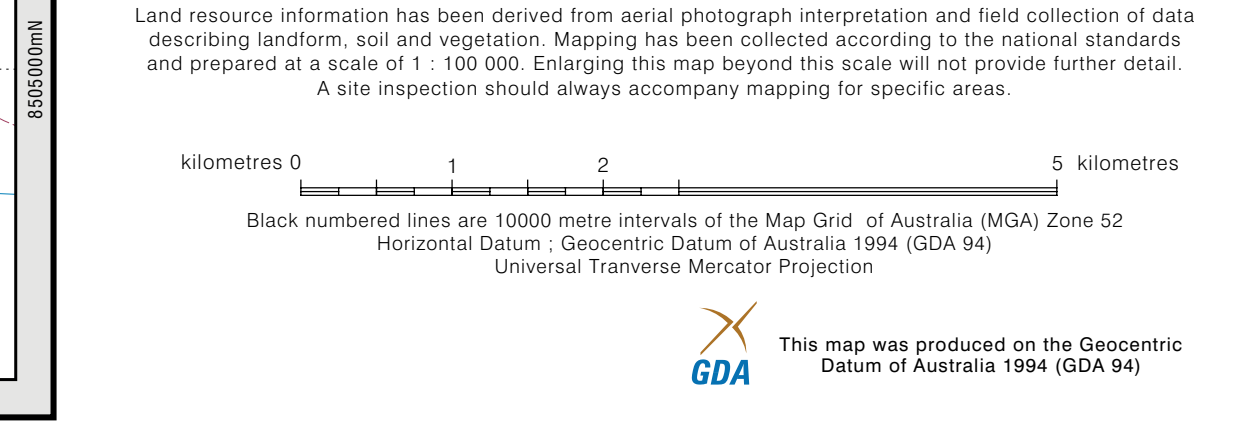 8505000mN
Land resource information has been derived from aerial photograph interpretation and field collection of data
describing landform, soil and vegetation. Mapping has been collected according to the national standards
and prepared at a scale of 1 : 100 000. Enlarging this map beyond this scale will not provide further detail.
A site inspection should always accompany mapping for specific areas.
kilometres 0 1 2 5 kilometres
Black numbered lines are 10000 metre intervals of the Map Grid of Australia (MGA) Zone 52
Horizontal Datum ; Geocentric Datum of Australia 1994 (GDA 94)
Universal Tranverse Mercator Projection
GDA
This map was produced on the Geocentric
Datum of Australia 1994 (GDA 94)